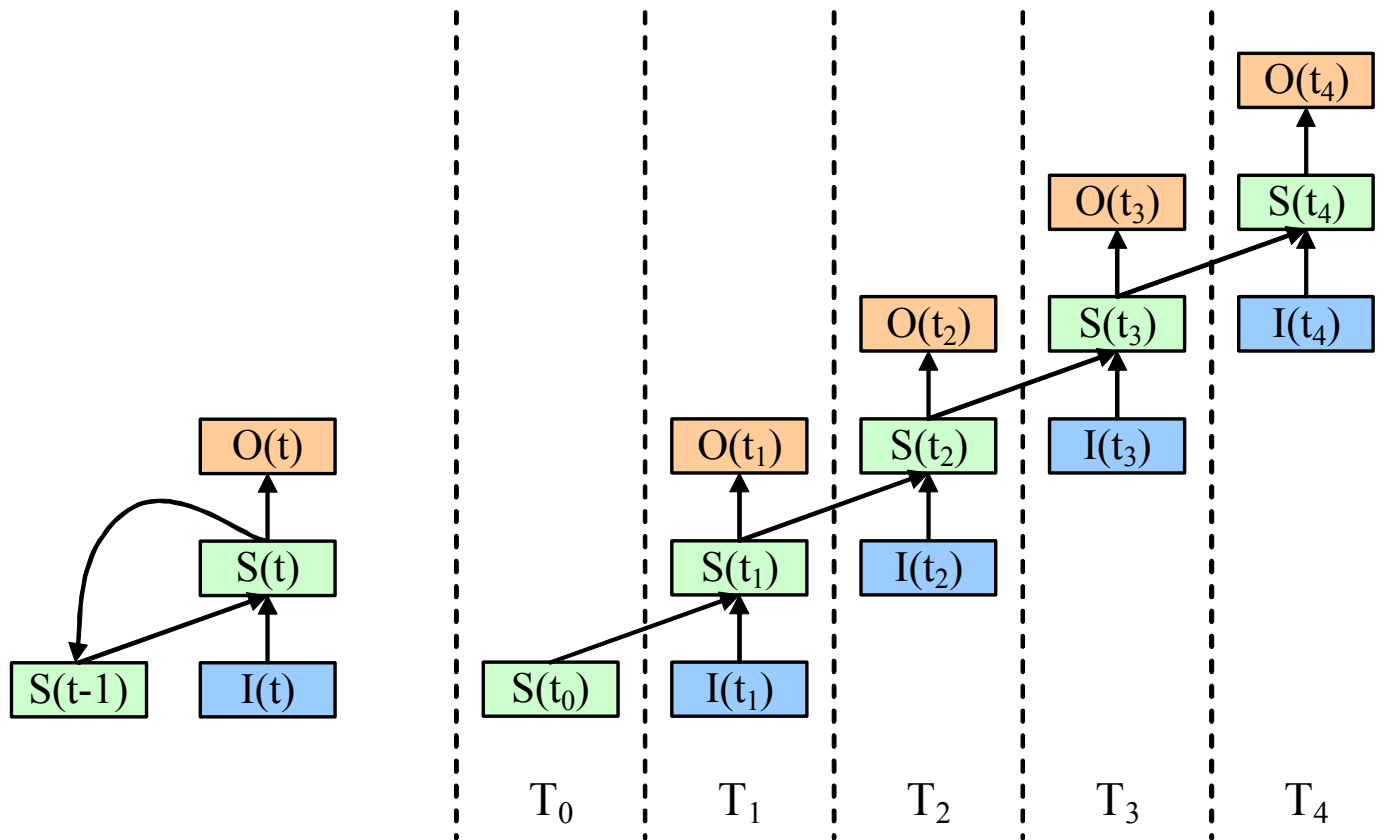 O(t₄)
O(t₃)
S(t₄)
O(t₂)
S(t₃)
I(t₄)
O(t)
O(t₁)
S(t₂)
I(t₃)
S(t)
S(t₁)
I(t₂)
S(t-1)
I(t)
S(t₀)
I(t₁)
T₀
T₁
T₂
T₃
T₄